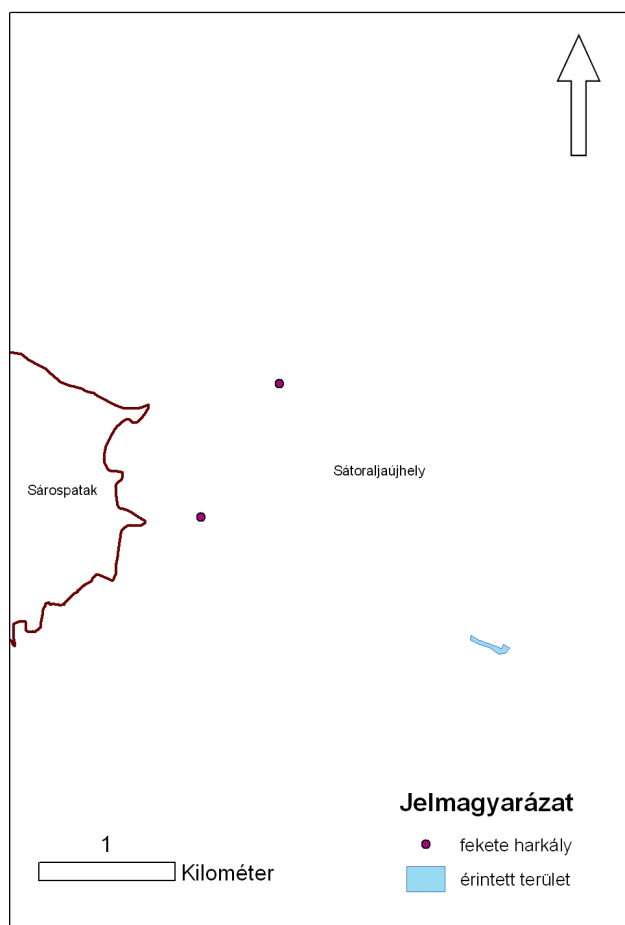 Sátoraljaújhely
Sárospatak
Jelmagyarázat
fekete harkály
érintett terület
1
Kilométer